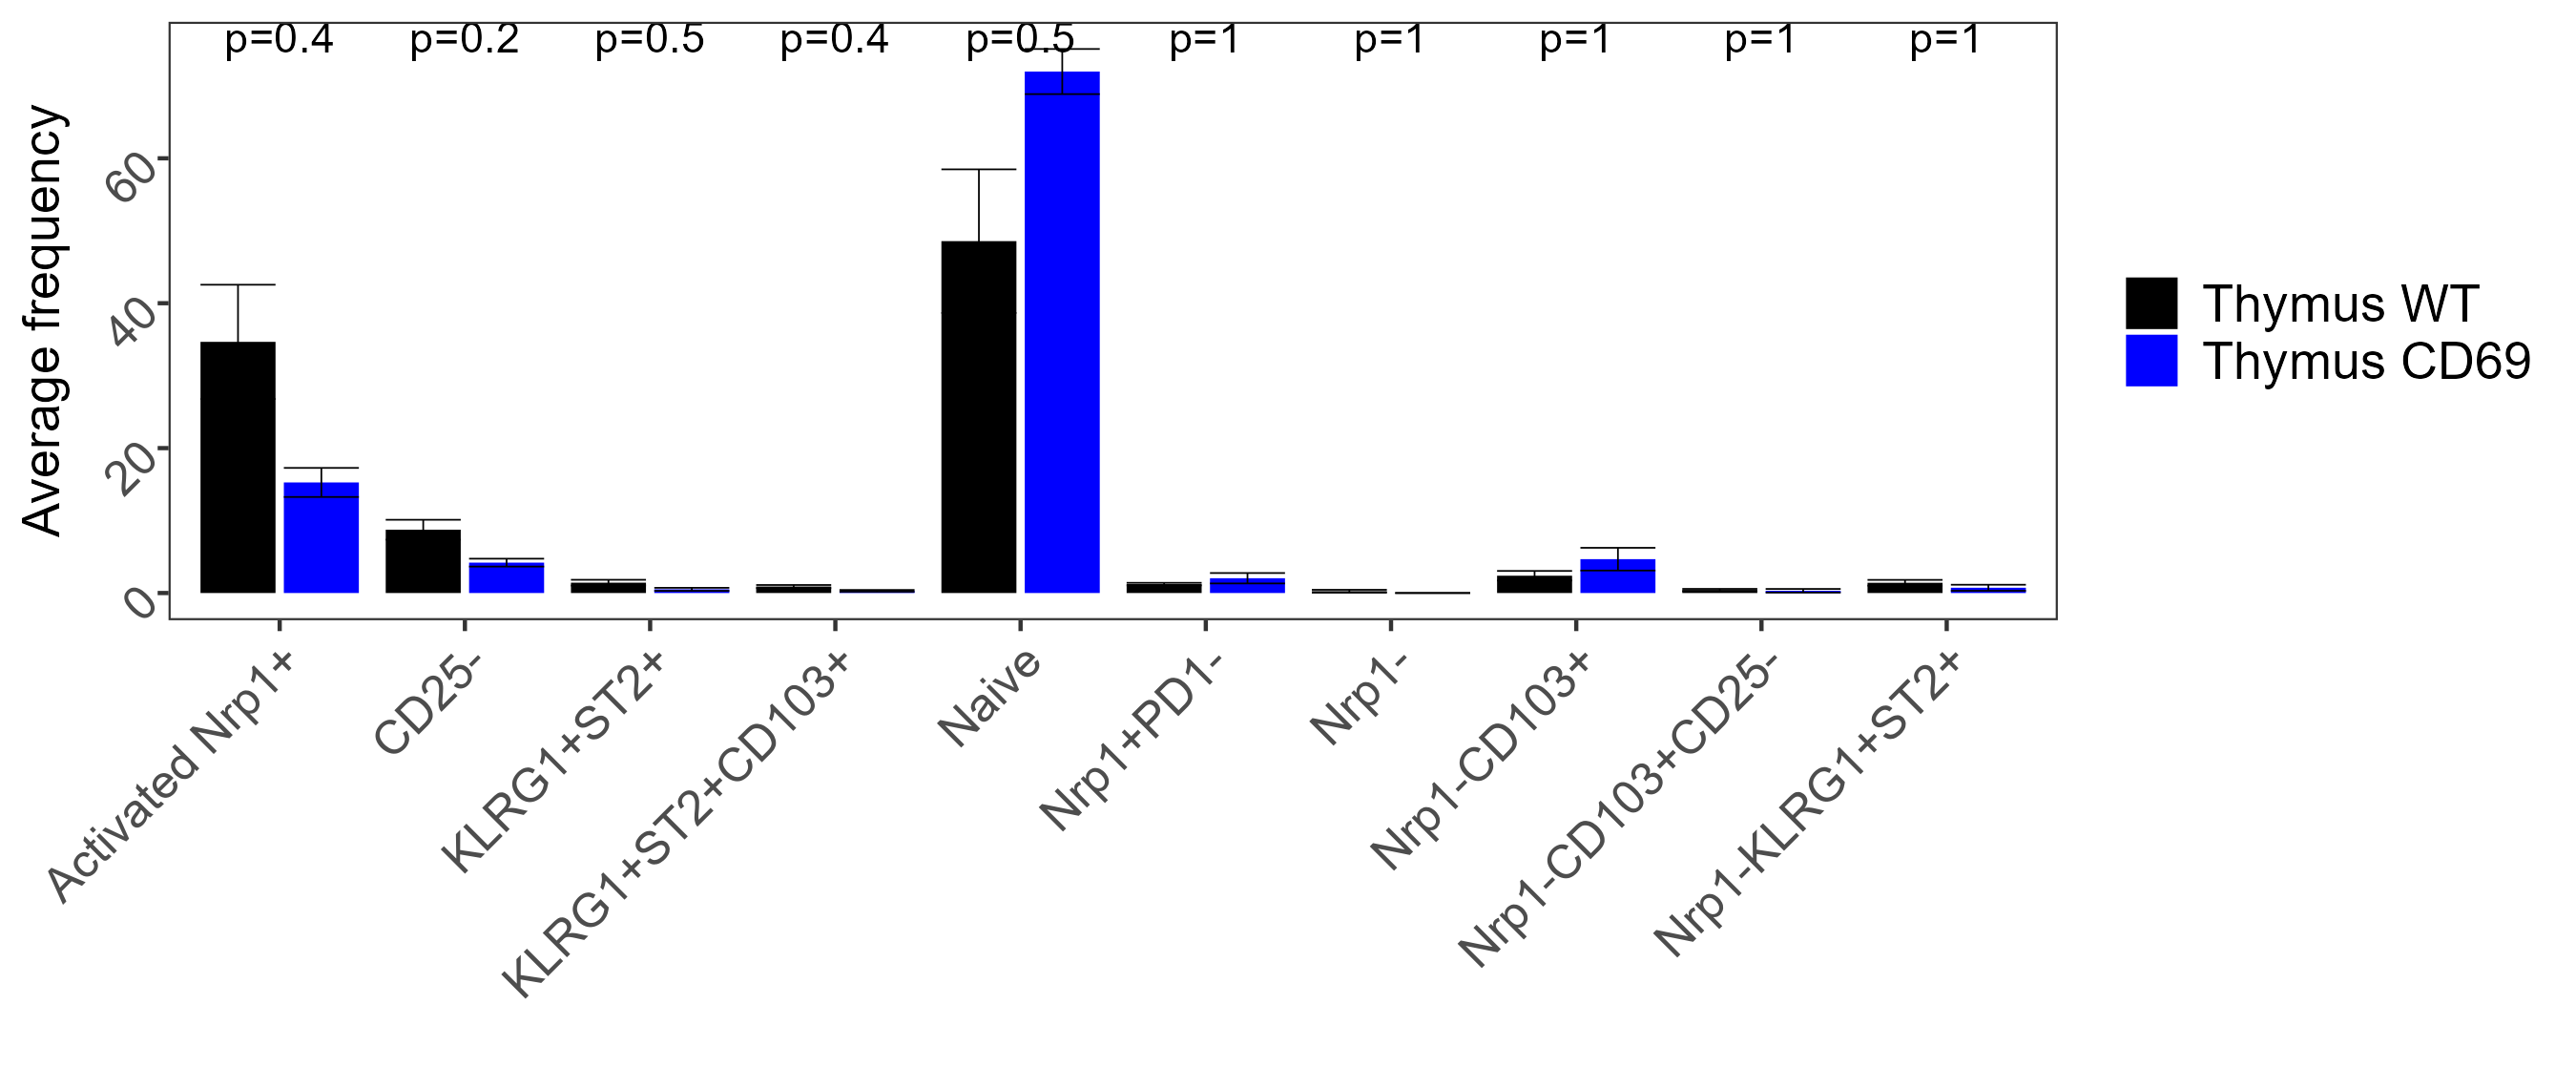 p=0.4 p=0.2 p=0.5 p=0.4 p=0.5 p=1 p=1 p=1 p=1 p=1
Average frequency
60
40
20
0
Activated Nrp1+
CD25-
KLRG1+ST2+
KLRG1+ST2+CD103+
Naive
Nrp1+PD1-
Nrp1-
Nrp1-CD103+
Nrp1-CD103+CD25-
Nrp1-KLRG1+ST2+
Thymus WT
Thymus CD69